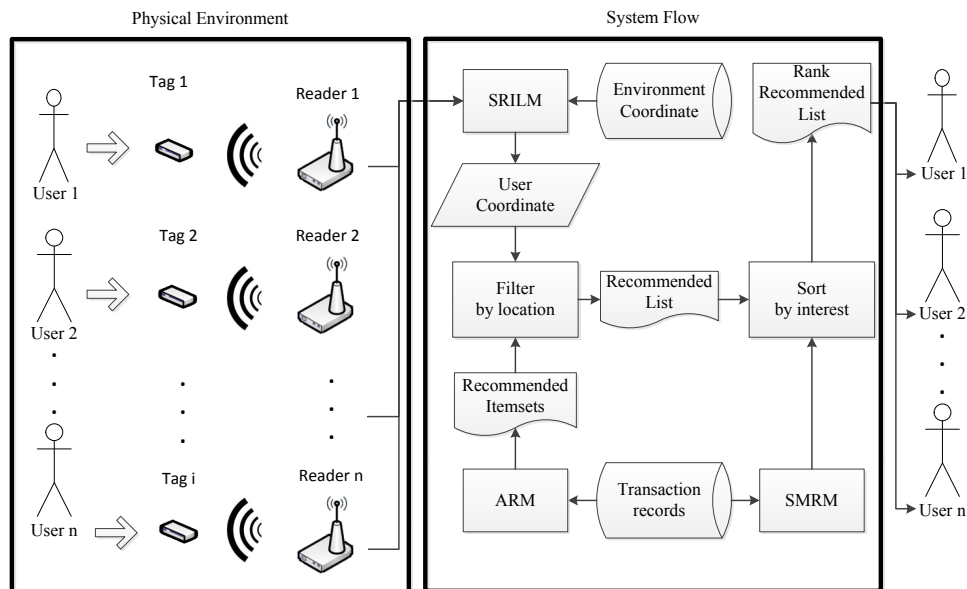 Physical Environment
System Flow
Tag 1
Reader 1
User 1
Tag 2
Reader 2
User 2
Tag i
Reader n
User n
SRILM
Environment
Coordinate
Rank
Recommended
List
User
Coordinate
Filter
by location
Recommended
List
Sort
by interest
Recommended
Itemsets
ARM
Transaction
records
SMRM
User 1
User 2
User n